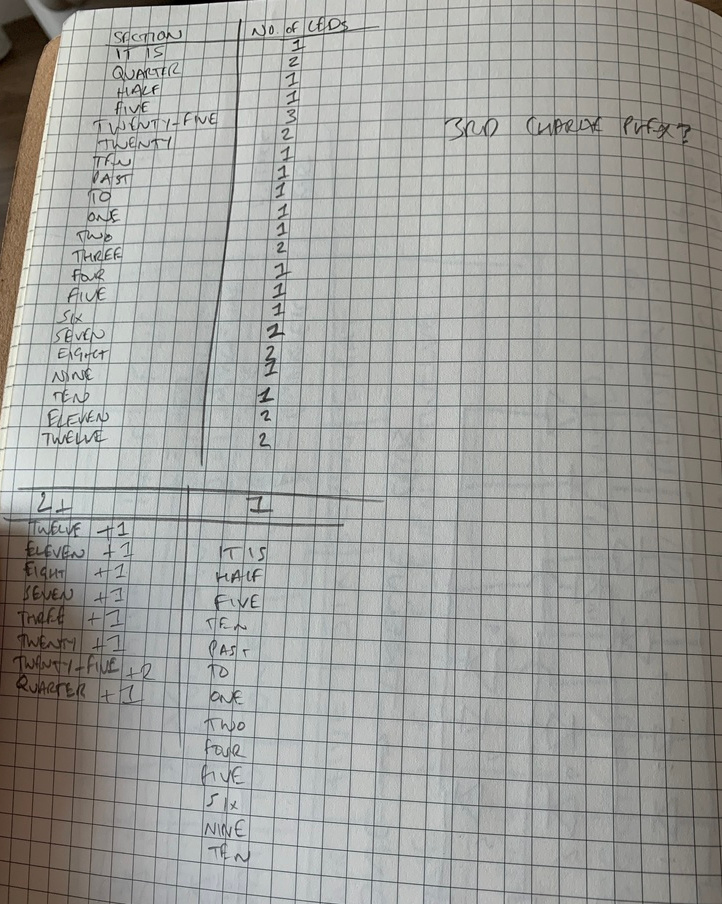 SECTION No. of LEDs
IT IS 1
QUARTER 2
HALF 1
FIVE 1
TWENTY-FIVE 3
TWENTY 2
TEN 1
PAST 1
TO 1
ONE 1
TWO 1
THREE 2
FOUR 1
FIVE 1
SIX 1
SEVEN 2
EIGHT 2
NINE 1
TEN 1
ELEVEN 2
TWELVE 2
3RD CHARGE
2+ 1
TWELVE +1
ELEVEN +1 IT IS
EIGHT +1 HALF
SEVEN +1 FIVE
THREE +1 TEN
TWENTY +1 PAST
TWENTY-FIVE +2 TO
QUARTER +1 ONE
TWO
FOUR
FIVE
SIX
NINE
TEN